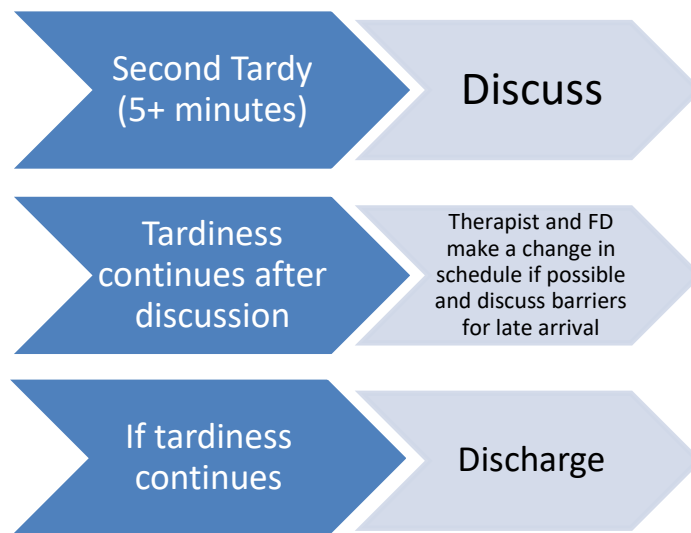 Second Tardy
(5+ minutes)
Discuss
Tardiness
continues after
discussion
Therapist and FD
make a change in
schedule if possible
and discuss barriers
for late arrival
If tardiness
continues
Discharge